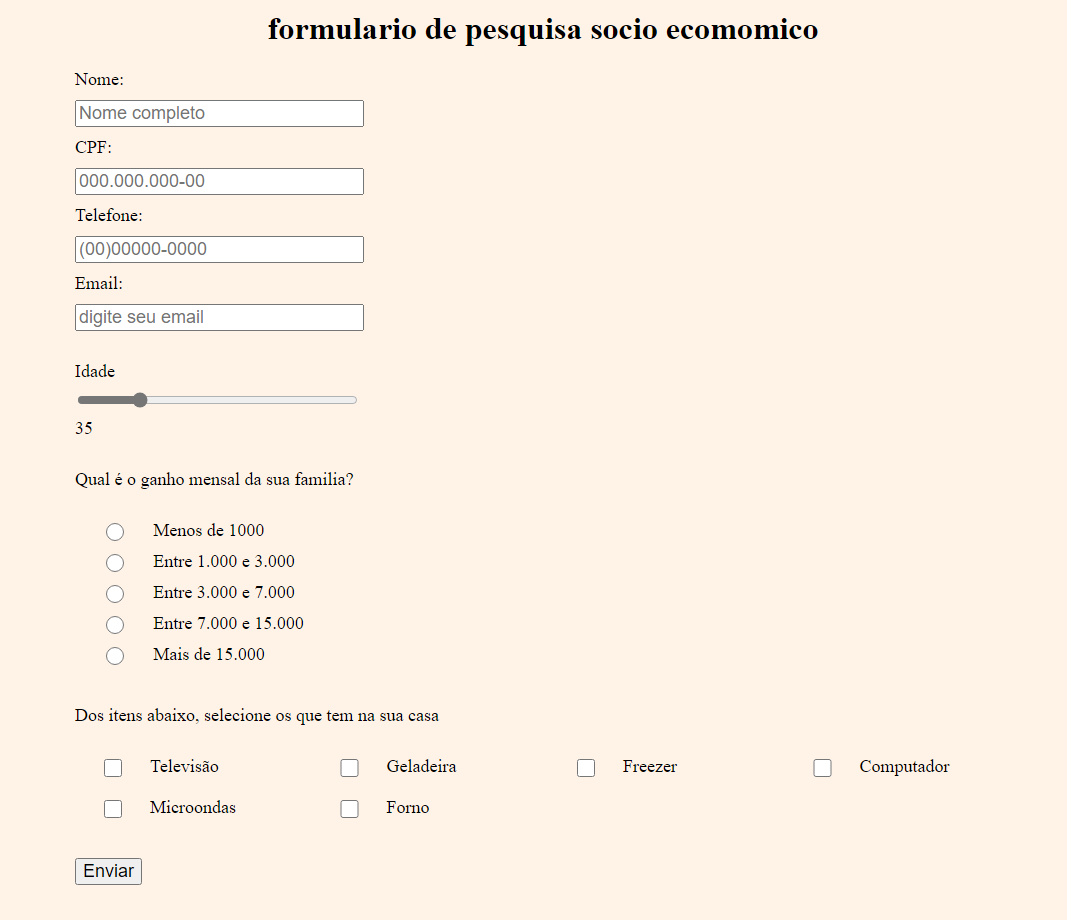 formulario de pesquisa socio ecomomico
Nome:
Nome completo
CPF:
000.000.000-00
Telefone:
(00)00000-0000
Email:
digite seu email
Idade
35
Qual é o ganho mensal da sua familia?
Menos de 1000
Entre 1.000 e 3.000
Entre 3.000 e 7.000
Entre 7.000 e 15.000
Mais de 15.000
Dos itens abaixo, selecione os que tem na sua casa
Televisão Geladeira Freezer Computador
Microondas Forno
Enviar